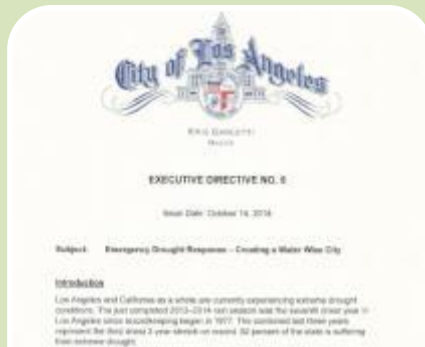 City of Los Angeles
ERIC GARCETTI
MAYOR
EXECUTIVE DIRECTIVE NO.
Issue Date: October 14, 2014
Subject: Emergency Drought Response – Creating a Water Wise City
Introduction
Los Angeles and California as a whole are currently experiencing extreme drought
conditions. The just completed 2013–2014 rain season was the seventh driest year in
Los Angeles since recordkeeping began in The combined last three years
represent the third driest 3 year stretch on record. percent of the state is suffering
from extreme drought.